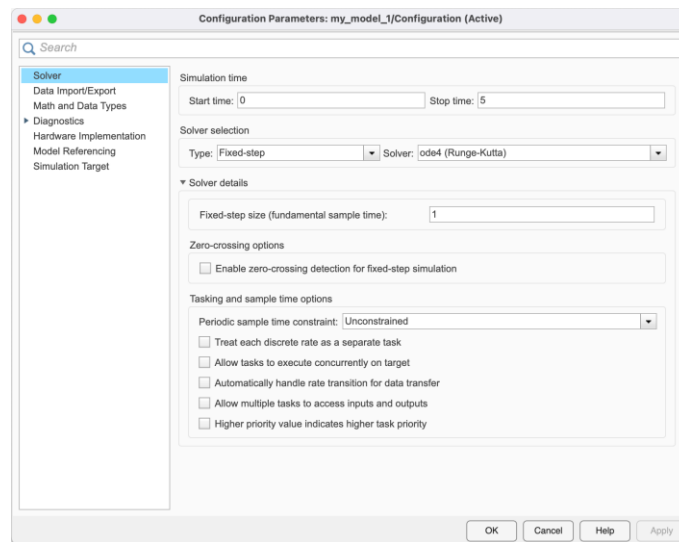 Configuration Parameters: my_model_1/Configuration (Active)
Search
Solver
Data Import/Export
Math and Data Types
Diagnostics
Hardware Implementation
Model Referencing
Simulation Target
Simulation time
Start time: 0 Stop time: 5
Solver selection
Type: Fixed-step Solver: ode4 (Runge-Kutta)
Solver details
Fixed-step size (fundamental sample time): 1
Zero-crossing options
Enable zero-crossing detection for fixed-step simulation
Tasking and sample time options
Periodic sample time constraint: Unconstrained
Treat each discrete rate as a separate task
Allow tasks to execute concurrently on target
Automatically handle rate transition for data transfer
Allow multiple tasks to access inputs and outputs
Higher priority value indicates higher task priority
OK Cancel Help Apply